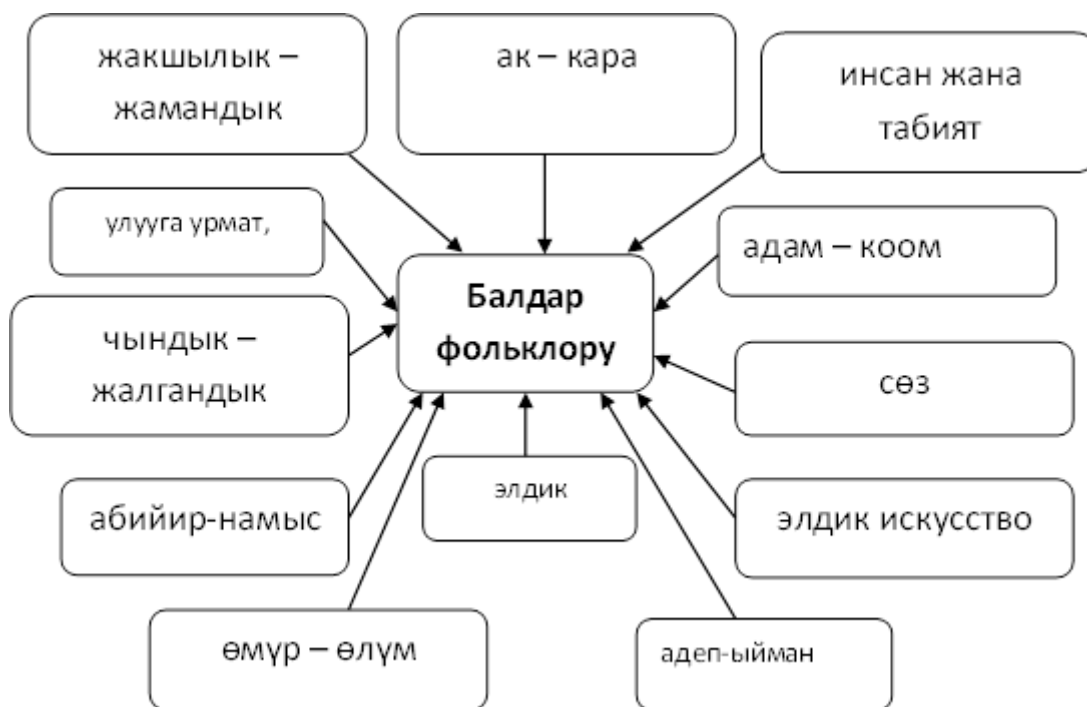 жакшылык –
жамандык
ак – кара
инсан жана
табият
улууга урмат,
адам – коом
Балдар
фольклору
чындык –
жалгандык
сөз
абийир-намыс
элдик
элдик искусство
өмүр – өлүм
адеп-ыйман